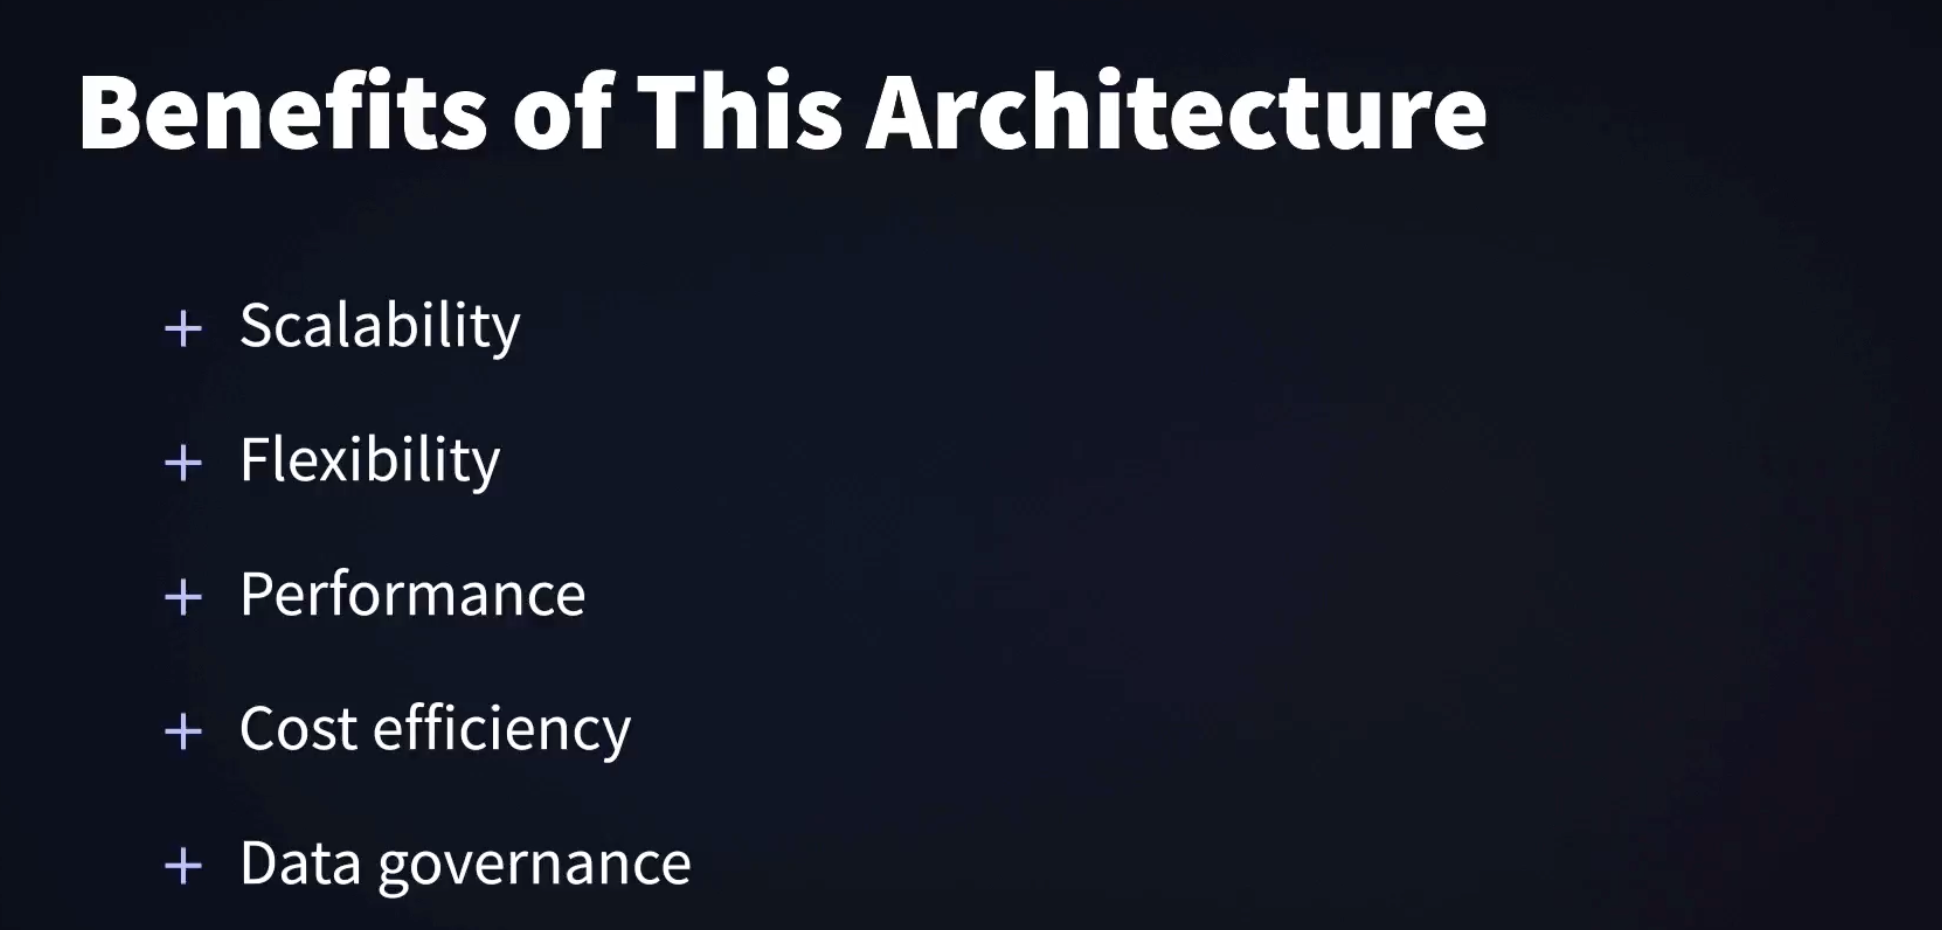 Benefits of This Architecture
+ Scalability
+ Flexibility
+ Performance
+ Cost efficiency
+ Data governance